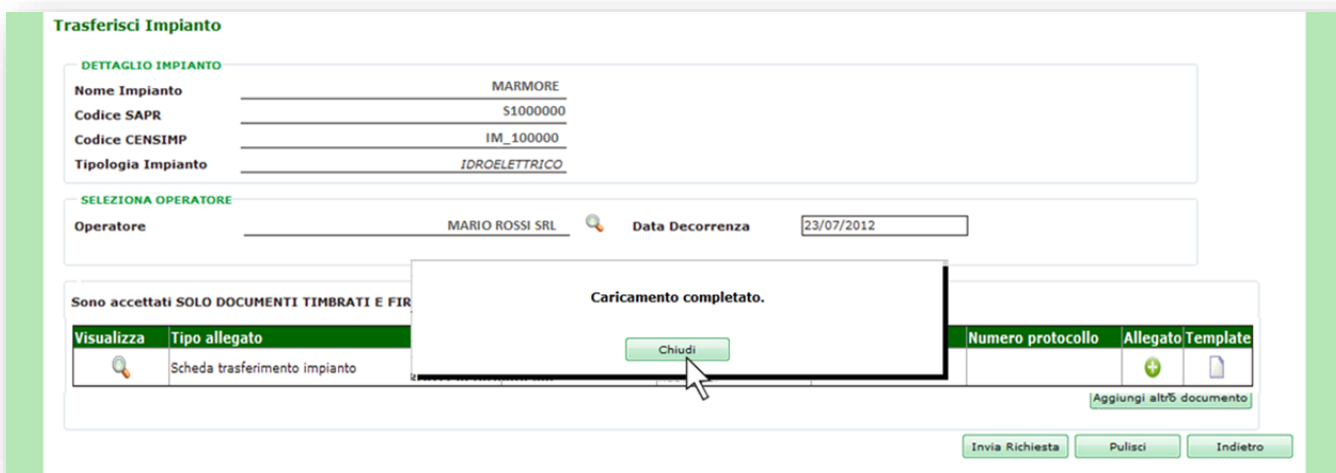 Trasferisci Impianto
DETTAGLIO IMPIANTO
Nome Impianto MARMORE
Codice SAPR S1000000
Codice CENSIMP IM_100000
Tipologia Impianto IDROELETTRICO
SELEZIONA OPERATORE
Operatore MARIO ROSSI SRL Data Decorrenza 23/07/2012
Caricamento completato.
Sono accettati SOLO DOCUMENTI TIMBRATI E FIR
Chiudi
Visualizza Tipo allegato Numero protocollo Allegato Template
Scheda trasferimento impianto
Aggiungi altro documento
Invia Richiesta Pulisci Indietro